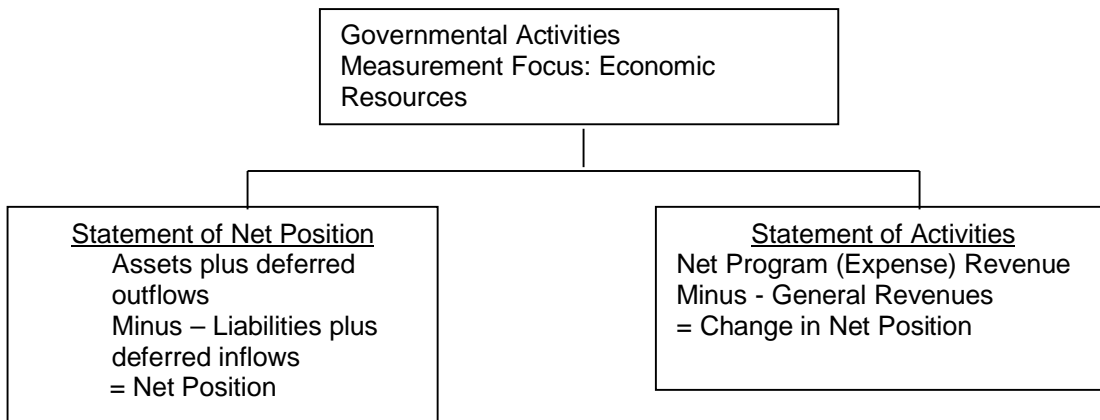 Governmental Activities
Measurement Focus: Economic
Resources
Statement of Net Position
Assets plus deferred
outflows
Minus – Liabilities plus
deferred inflows
= Net Position
Statement of Activities
Net Program (Expense) Revenue
Minus - General Revenues
= Change in Net Position